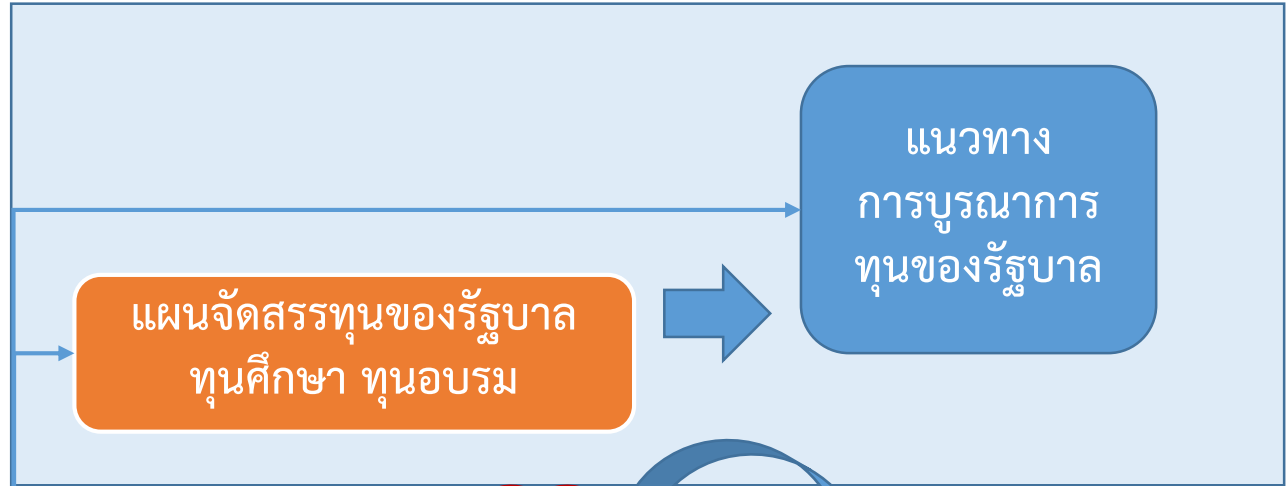 แนวทาง
การบูรณาการ
ทุนของรัฐบาล
แผนจัดสรรทุนของรัฐบาล
ทุนศึกษา ทุนอบรม